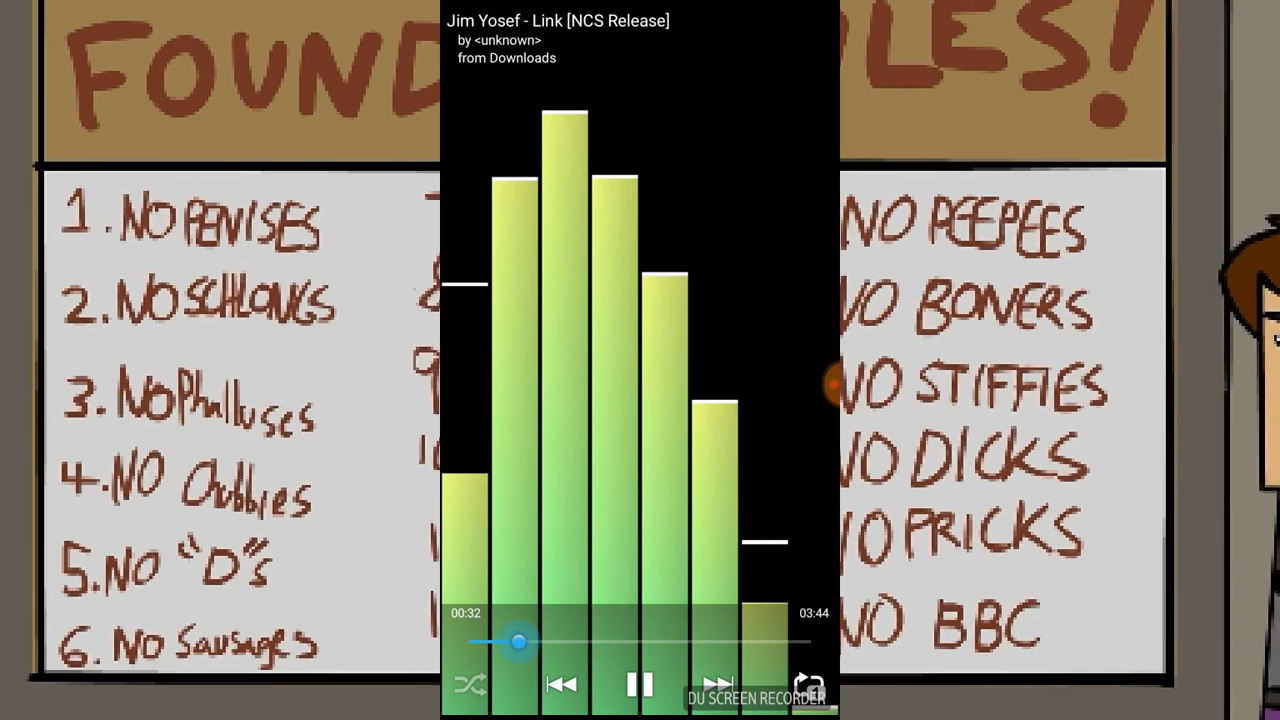 Jim Yosef - Link [NCS Release]
by <unknown>
from Downloads
FOUND LES!
1. NO PENISES
2. NO SCHLONGS
3. NO Phalluses
4. NO Chubbies
5. NO "D"s
6. NO Sausages
NO PEEPEES
NO BONERS
NO STIFFIES
NO DICKS
NO PRICKS
NO BBC
00:32
03:44
DU SCREEN RECORDER